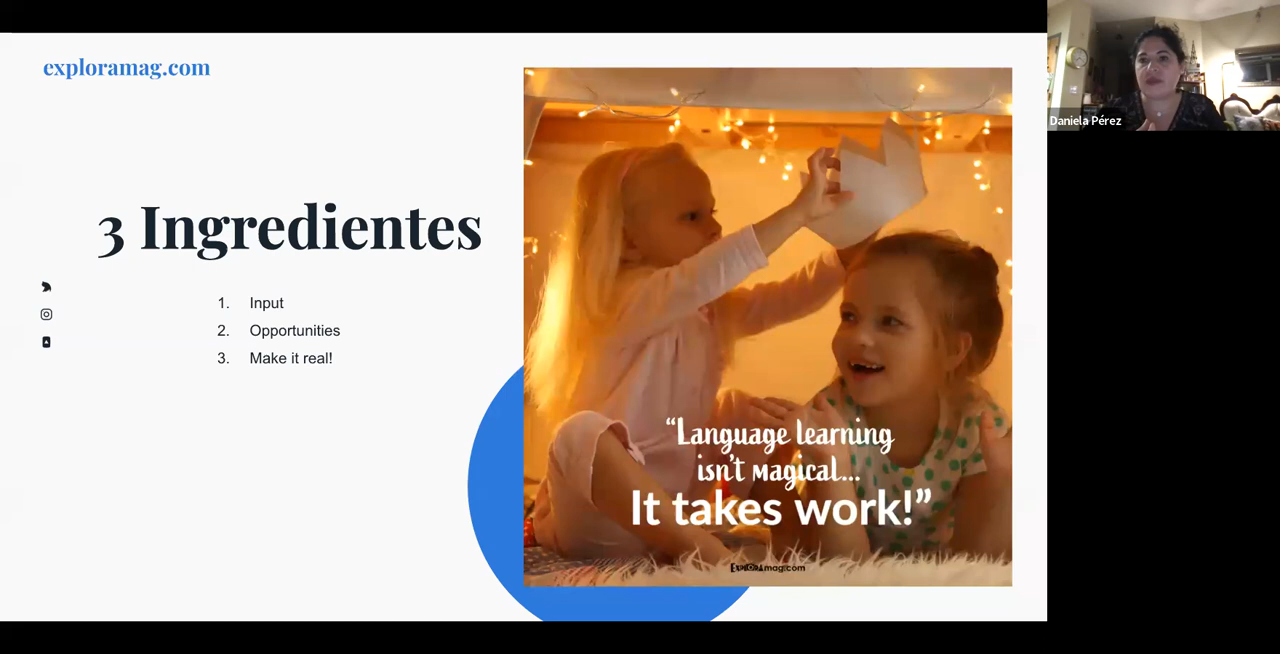 exploramag.com
3 Ingredientes
1. Input
2. Opportunities
3. Make it real!
“Language learning
isn't magical...
It takes work!”
EXPLORAmag.com
Daniela Pérez